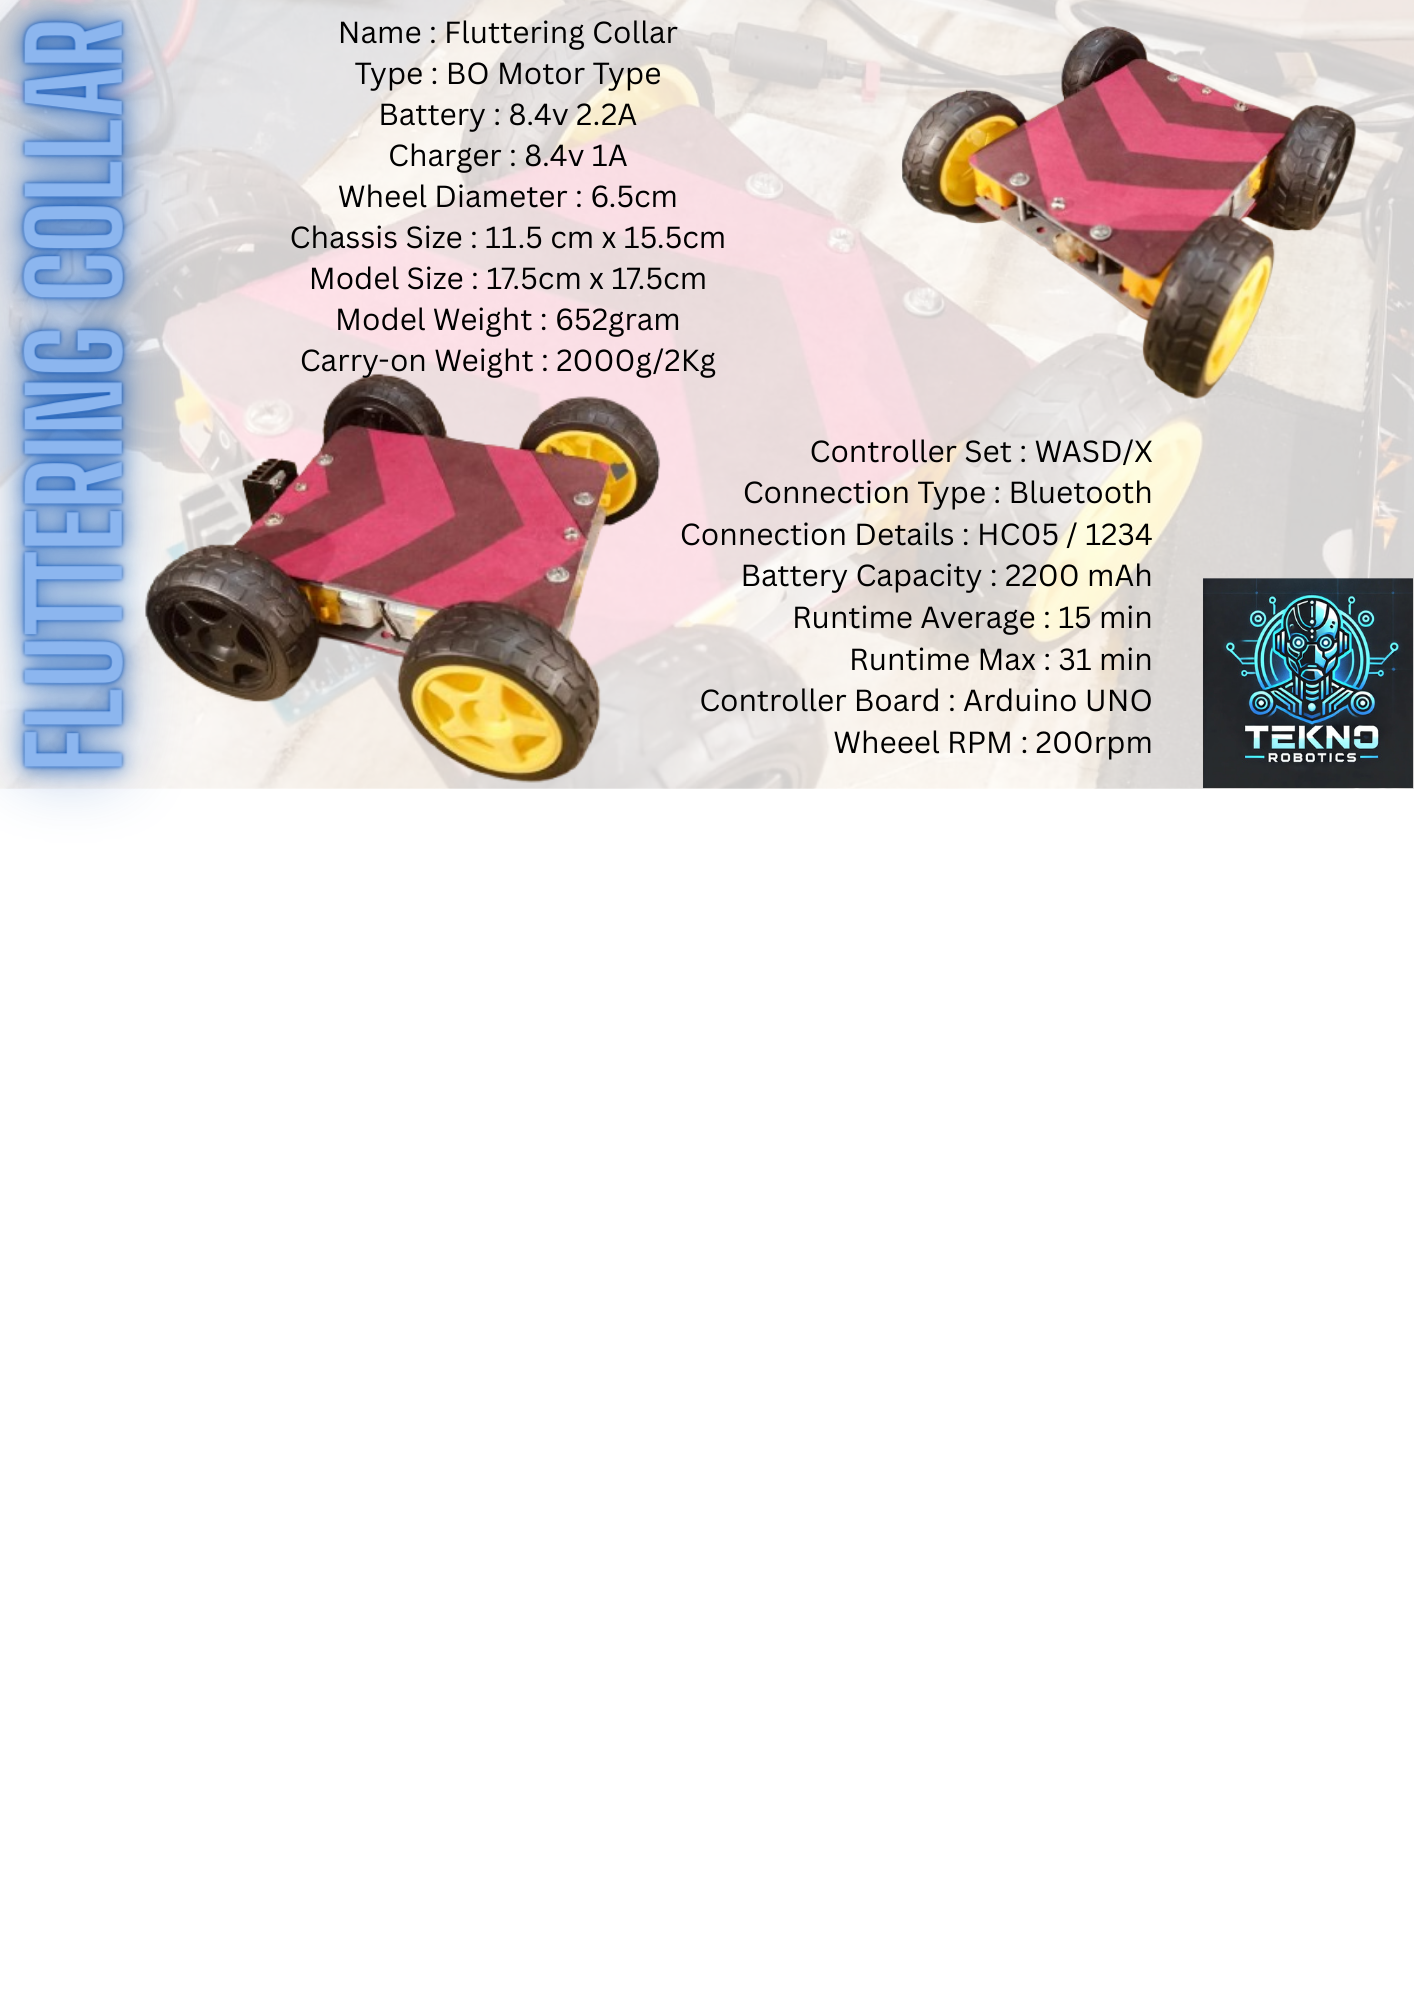 FLUTTERING COLLAR
Name : Fluttering Collar
Type : BO Motor Type
Battery : 8.4v 2.2A
Charger : 8.4v 1A
Wheel Diameter : 6.5cm
Chassis Size : 11.5 cm x 15.5cm
Model Size : 17.5cm x 17.5cm
Model Weight : 652gram
Carry-on Weight : 2000g/2Kg
Controller Set : WASD/X
Connection Type : Bluetooth
Connection Details : HC05 / 1234
Battery Capacity : 2200 mAh
Runtime Average : 15 min
Runtime Max : 31 min
Controller Board : Arduino UNO
Wheeel RPM : 200rpm
TEKNO
ROBOTICS